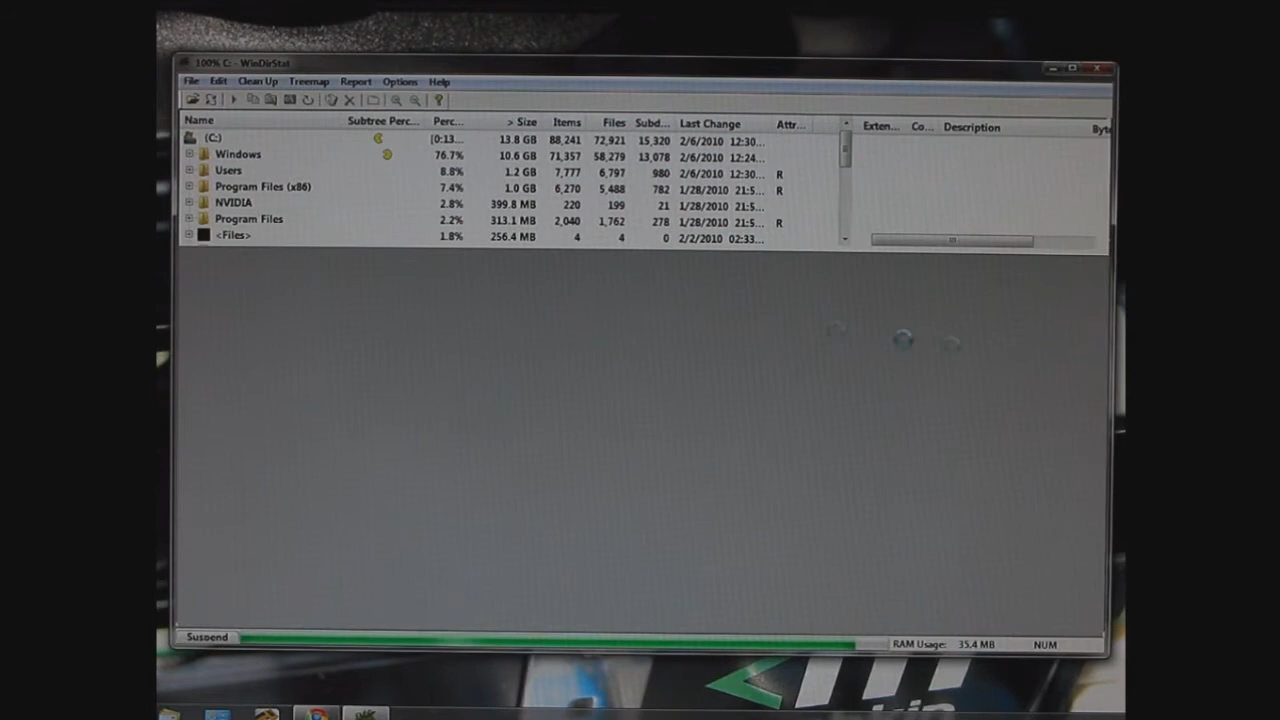 100% C: - WinDirStat
File Edit Clean Up Treemap Report Options Help
Name Subtree Perc... Perc... > Size Items Files Subd... Last Change Attr... Exten... Co... Description Byt
(C:) [0:13... 13.8 GB 88,241 72,921 15,320 2/6/2010 12:30...
Windows 76.7% 10.6 GB 71,357 58,279 13,078 2/6/2010 12:24...
Users 8.8% 1.2 GB 7,777 6,797 980 2/6/2010 12:30... R
Program Files (x86) 7.4% 1.0 GB 6,270 5,488 782 1/28/2010 21:5... R
NVIDIA 2.8% 399.8 MB 220 199 21 1/28/2010 21:5...
Program Files 2.2% 313.1 MB 2,040 1,762 278 1/28/2010 21:5... R
<Files> 1.8% 256.4 MB 4 4 0 2/2/2010 02:33...
Suspend RAM Usage: 35.4 MB NUM